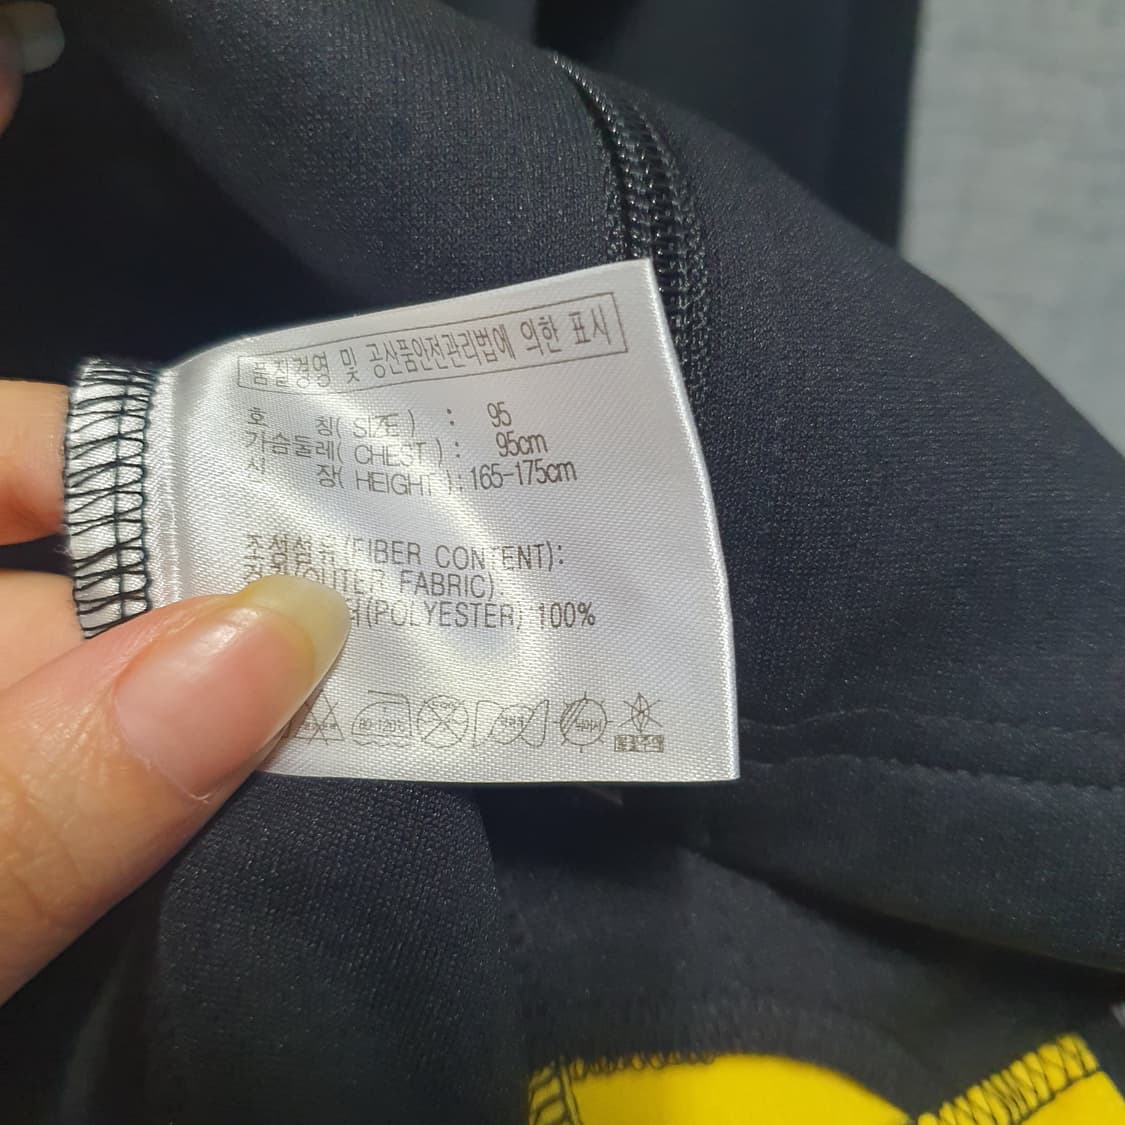 품질경영 및 공산품안전관리법에 의한 표시
호 칭( SIZE ) : 95
가슴둘레( CHEST ) : 95cm
신 장( HEIGHT ): 165-175cm
조성섬유(FIBER CONTENT):
(OUTER FABRIC)
(POLYESTER) 100%
80-120℃